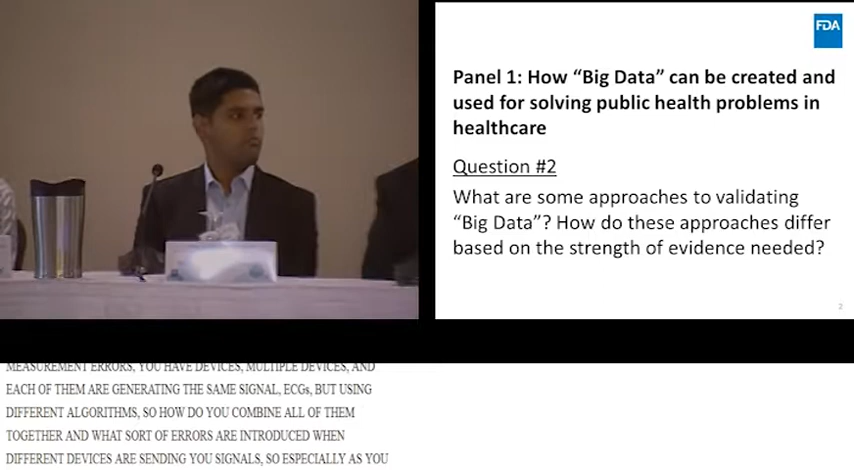 FDA
Panel 1: How “Big Data” can be created and
used for solving public health problems in
healthcare
Question #2
What are some approaches to validating
“Big Data”? How do these approaches differ
based on the strength of evidence needed?
2
MEASUREMENT ERRORS, YOU HAVE DEVICES, MULTIPLE DEVICES, AND
EACH OF THEM ARE GENERATING THE SAME SIGNAL, ECGs, BUT USING
DIFFERENT ALGORITHMS, SO HOW DO YOU COMBINE ALL OF THEM
TOGETHER AND WHAT SORT OF ERRORS ARE INTRODUCED WHEN
DIFFERENT DEVICES ARE SENDING YOU SIGNALS, SO ESPECIALLY AS YOU